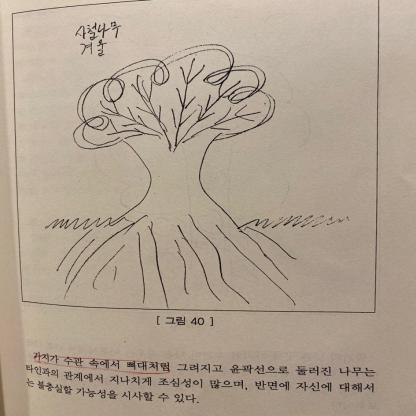 사철나무
겨울
[ 그림 40 ]
가지가 수관 속에서 뼈대처럼 그려지고 윤곽선으로 둘러진 나무는
타인과의 관계에서 지나치게 조심성이 많으며, 반면에 자신에 대해서
는 불충실할 가능성을 시사할 수 있다.